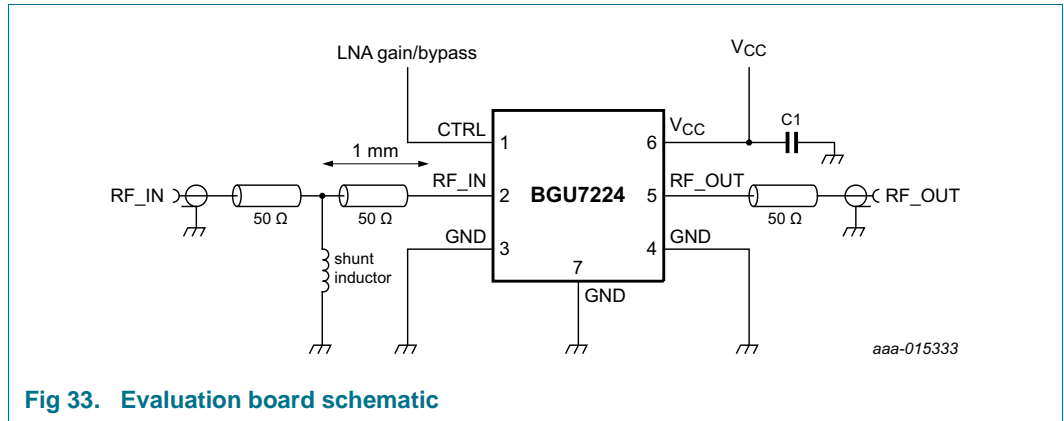 LNA gain/bypass
VCC
CTRL
1
VCC
6
C1
1 mm
RF_IN
50 Ω
50 Ω
RF_IN
2
BGU7224
5
RF_OUT
50 Ω
RF_OUT
GND
3
4
GND
shunt
inductor
7
GND
aaa-015333
Fig 33. Evaluation board schematic